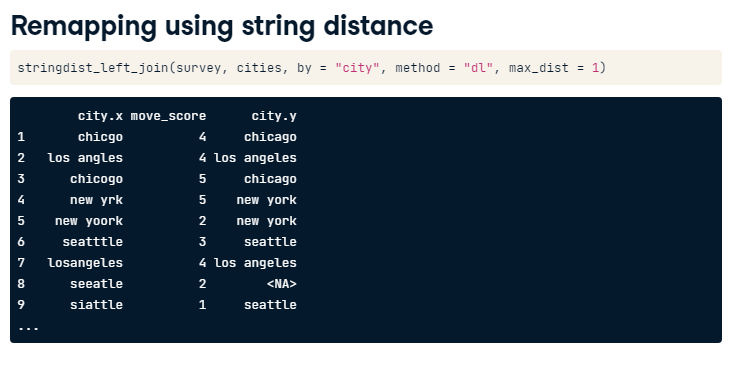 Remapping using string distance
stringdist_left_join(survey, cities, by = "city", method = "dl", max_dist = 1)
city.x move_score city.y
1 chicgo 4 chicago
2 los angles 4 los angeles
3 chicogo 5 chicago
4 new yrk 5 new york
5 new yoork 2 new york
6 seatttle 3 seattle
7 losangeles 4 los angeles
8 seeatle 2 <NA>
9 siattle 1 seattle
...